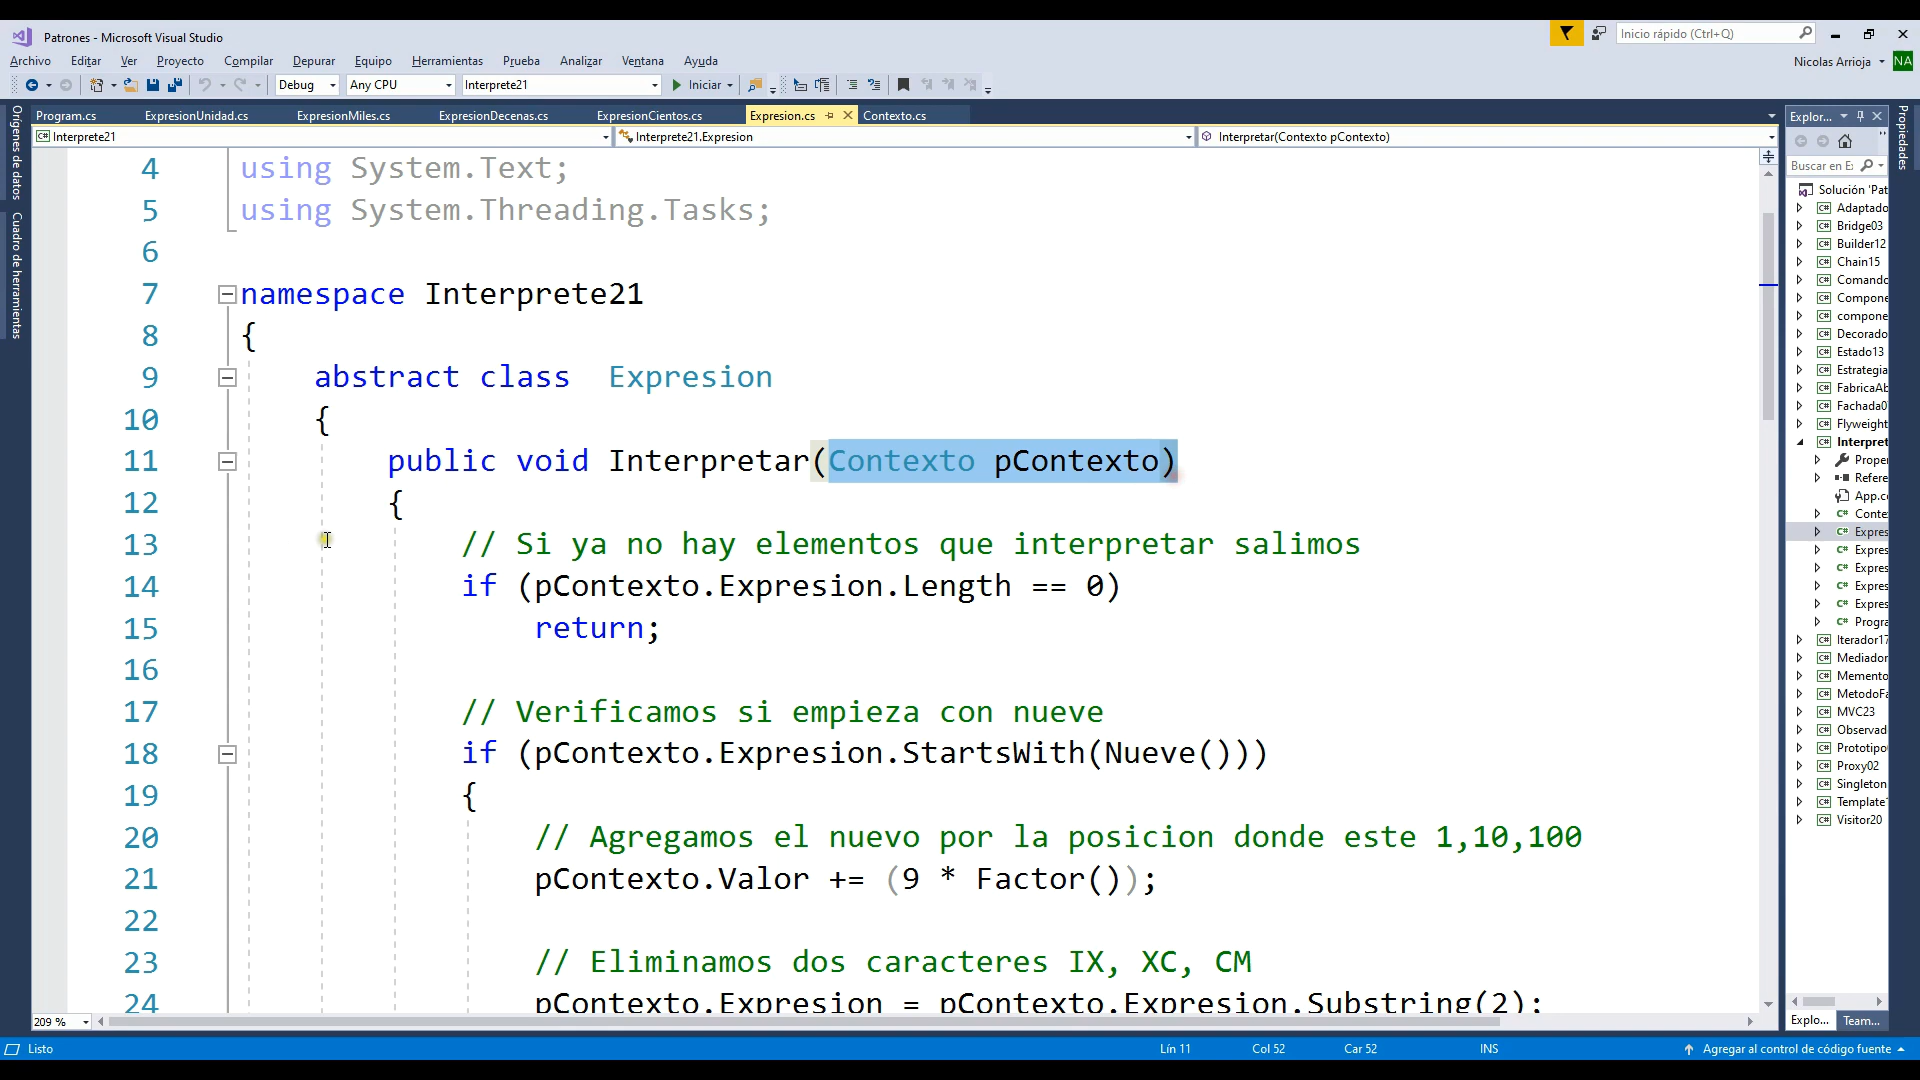 Patrones - Microsoft Visual Studio
Inicio rápido (Ctrl+Q)
Archivo Editar Ver Proyecto Compilar Depurar Equipo Herramientas Prueba Analizar Ventana Ayuda
Nicolas Arrioja NA
Debug Any CPU Interprete21 Iniciar
Program.cs ExpresionUnidad.cs ExpresionMiles.cs ExpresionDecenas.cs ExpresionCientos.cs Expresion.cs Contexto.cs
Interprete21 Interprete21.Expresion Interpretar(Contexto pContexto)
Orígenes de datos
Cuadro de herramientas
4 using System.Text;
5 using System.Threading.Tasks;
6
7 namespace Interprete21
8 {
9 abstract class Expresion
10 {
11 public void Interpretar(Contexto pContexto)
12 {
13 // Si ya no hay elementos que interpretar salimos
14 if (pContexto.Expresion.Length == 0)
15 return;
16
17 // Verificamos si empieza con nueve
18 if (pContexto.Expresion.StartsWith(Nueve()))
19 {
20 // Agregamos el nuevo por la posicion donde este 1,10,100
21 pContexto.Valor += (9 * Factor());
22
23 // Eliminamos dos caracteres IX, XC, CM
24 pContexto.Expresion = pContexto.Expresion.Substring(2);
209 %
Explor...
Propiedades
Buscar en E
Solución 'Pat
C# Adaptado
C# Bridge03
C# Builder12
C# Chain15
C# Comando
C# Compone
C# compone
C# Decorado
C# Estado13
C# Estrategia
C# FabricaAb
C# Fachada0
C# Flyweight
C# Interpret
Proper
Refere
App.c
C# Conte
C# Expres
C# Expres
C# Expres
C# Expres
C# Expres
C# Progra
C# Iterador17
C# Mediador
C# Memento
C# MetodoFa
C# MVC23
C# Observad
C# Prototipo
C# Proxy02
C# Singleton
C# Template
C# Visitor20
Explo... Team...
Listo Lín 11 Col 52 Car 52 INS Agregar al control de código fuente